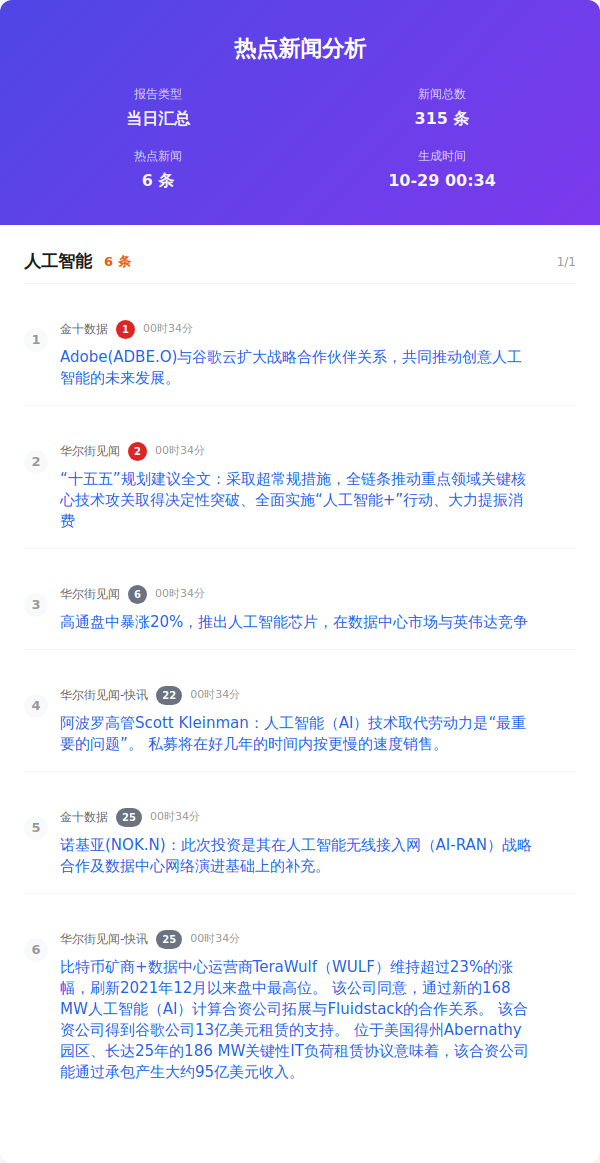 热点新闻分析
报告类型
当日汇总
新闻总数
315 条
热点新闻
6 条
生成时间
10-29 00:34
人工智能 6 条 1/1
1
金十数据 1 00时34分
Adobe(ADBE.O)与谷歌云扩大战略合作伙伴关系，共同推动创意人工
智能的未来发展。
2
华尔街见闻 2 00时34分
“十五五”规划建议全文：采取超常规措施，全链条推动重点领域关键核
心技术攻关取得决定性突破、全面实施“人工智能+”行动、大力提振消
费
3
华尔街见闻 6 00时34分
高通盘中暴涨20%，推出人工智能芯片，在数据中心市场与英伟达竞争
4
华尔街见闻-快讯 22 00时34分
阿波罗高管Scott Kleinman：人工智能（AI）技术取代劳动力是“最重
要的问题”。 私募将在好几年的时间内按更慢的速度销售。
5
金十数据 25 00时34分
诺基亚(NOK.N)：此次投资是其在人工智能无线接入网（AI-RAN）战略
合作及数据中心网络演进基础上的补充。
6
华尔街见闻-快讯 25 00时34分
比特币矿商+数据中心运营商TeraWulf（WULF）维持超过23%的涨
幅，刷新2021年12月以来盘中最高位。 该公司同意，通过新的168
MW人工智能（AI）计算合资公司拓展与Fluidstack的合作关系。 该合
资公司得到谷歌公司13亿美元租赁的支持。 位于美国得州Abernathy
园区、长达25年的186 MW关键性IT负荷租赁协议意味着，该合资公司
能通过承包产生大约95亿美元收入。